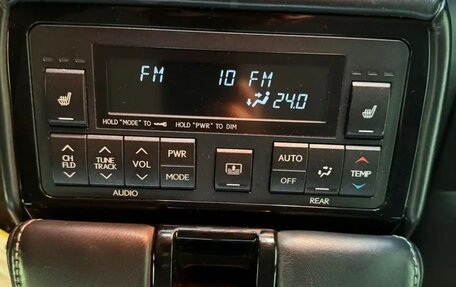 FM 10 FM
24.0
HOLD "MODE" TO HOLD "PWR" TO DIM
CH FLD TUNE TRACK VOL PWR MODE AUTO OFF TEMP
AUDIO REAR